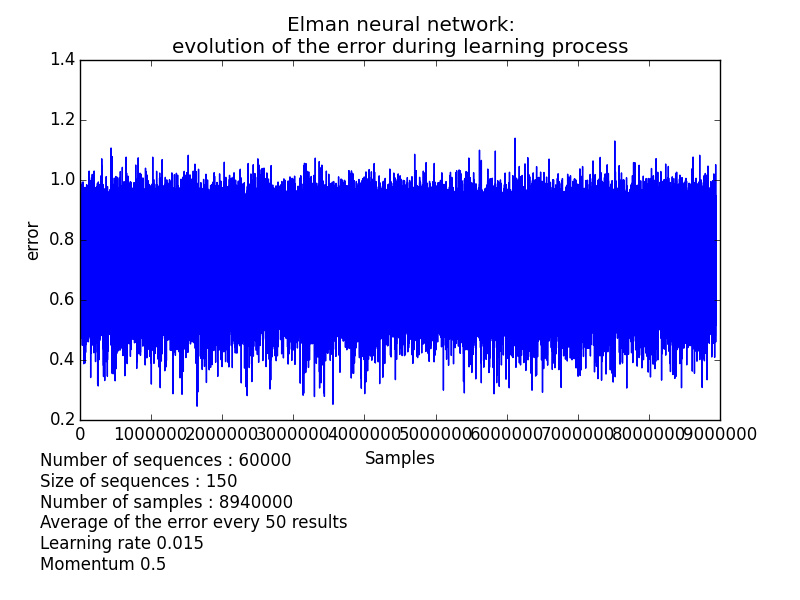 Elman neural network:
evolution of the error during learning process
1.4
1.2
1.0
0.8
0.6
0.4
0.2
error
0 1000000 2000000 3000000 4000000 5000000 6000000 7000000 8000000 9000000
Samples
Number of sequences : 60000
Size of sequences : 150
Number of samples : 8940000
Average of the error every 50 results
Learning rate 0.015
Momentum 0.5